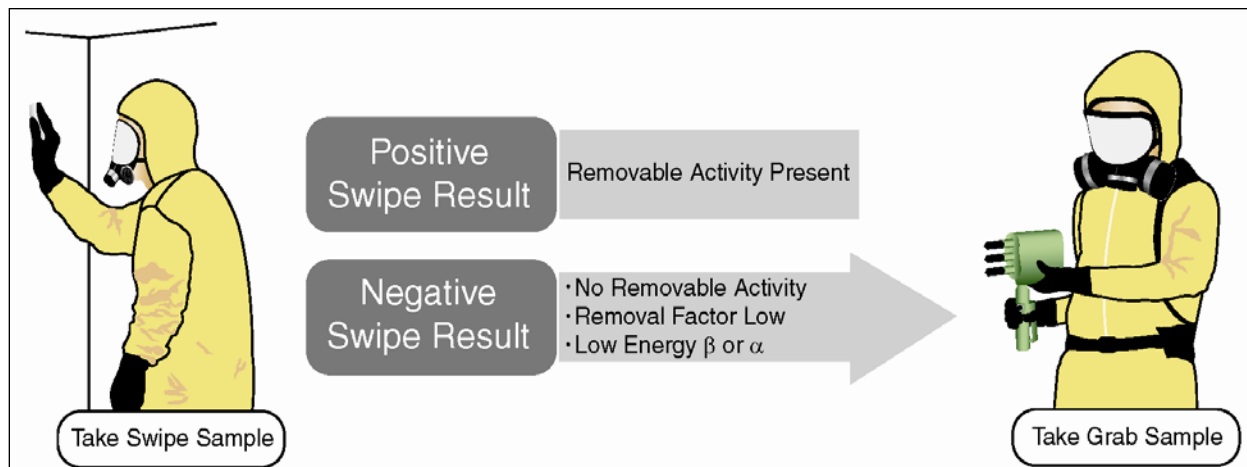 Positive
Swipe Result
Removable Activity Present
Negative
Swipe Result
·No Removable Activity
·Removal Factor Low
·Low Energy β or α
Take Swipe Sample
Take Grab Sample